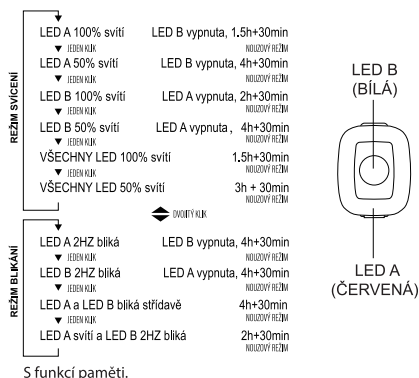 REŽIM SVÍCENÍ
LED A 100% svítí LED B vypnuta, 1.5h+30min
▼ JEDEN KLIK NOUZOVÝ REŽIM
LED A 50% svítí LED B vypnuta, 4h+30min
▼ JEDEN KLIK NOUZOVÝ REŽIM
LED B 100% svítí LED A vypnuta, 2h+30min
▼ JEDEN KLIK NOUZOVÝ REŽIM
LED B 50% svítí LED A vypnuta, 4h+30min
▼ JEDEN KLIK NOUZOVÝ REŽIM
VŠECHNY LED 100% svítí 1.5h+30min
▼ JEDEN KLIK NOUZOVÝ REŽIM
VŠECHNY LED 50% svítí 3h + 30min
NOUZOVÝ REŽIM
DVOJITÝ KLIK
REŽIM BLIKÁNÍ
LED A 2HZ bliká LED B vypnuta, 4h+30min
▼ JEDEN KLIK NOUZOVÝ REŽIM
LED B 2HZ bliká LED A vypnuta, 4h+30min
▼ JEDEN KLIK NOUZOVÝ REŽIM
LED A a LED B bliká střídavě 4h+30min
▼ JEDEN KLIK NOUZOVÝ REŽIM
LED A svítí a LED B 2HZ bliká 2h+30min
NOUZOVÝ REŽIM
S funkcí paměti.
LED B
(BÍLÁ)
LED A
(ČERVENÁ)